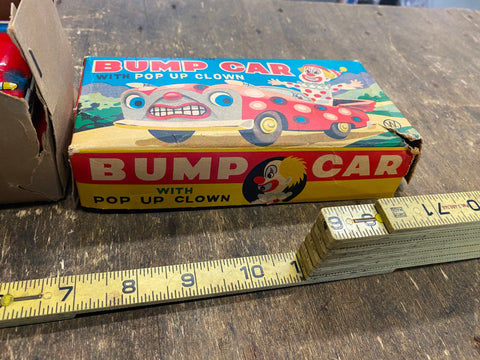 BUMP CAR
WITH POP UP CLOWN
BUMP CAR
WITH
POP UP CLOWN
7 8 9 10